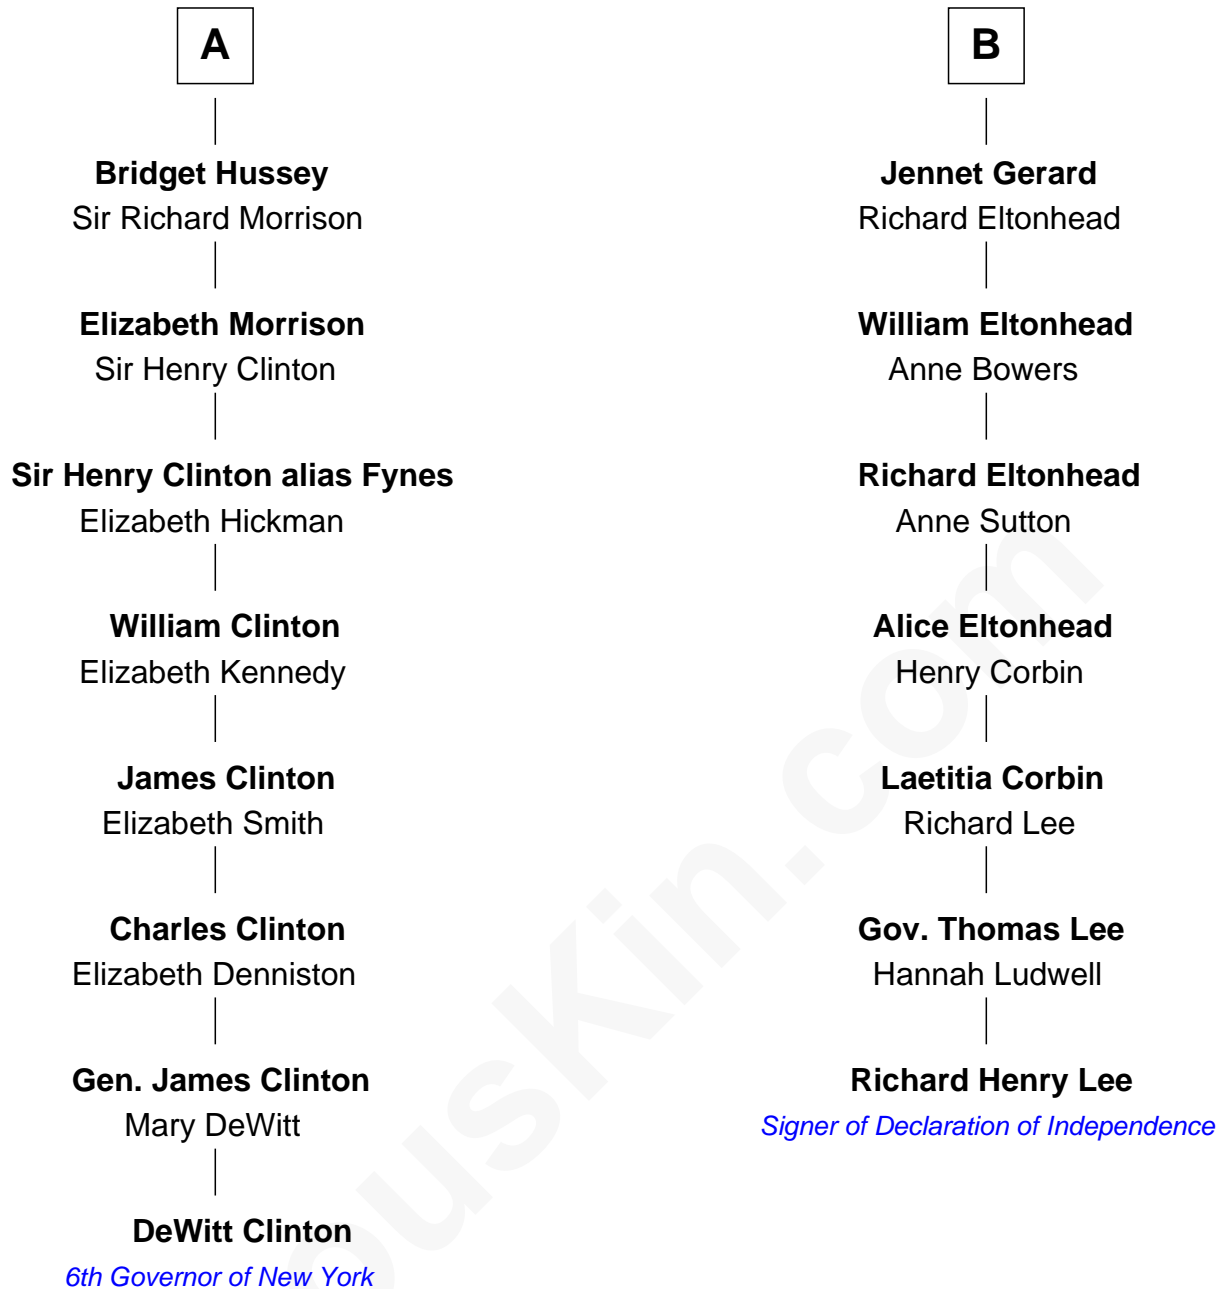 A
Bridget Hussey
Sir Richard Morrison
Elizabeth Morrison
Sir Henry Clinton
Sir Henry Clinton alias Fynes
Elizabeth Hickman
William Clinton
Elizabeth Kennedy
James Clinton
Elizabeth Smith
Charles Clinton
Elizabeth Denniston
Gen. James Clinton
Mary DeWitt
DeWitt Clinton
6th Governor of New York
B
Jennet Gerard
Richard Eltonhead
William Eltonhead
Anne Bowers
Richard Eltonhead
Anne Sutton
Alice Eltonhead
Henry Corbin
Laetitia Corbin
Richard Lee
Gov. Thomas Lee
Hannah Ludwell
Richard Henry Lee
Signer of Declaration of Independence
ousKin.com